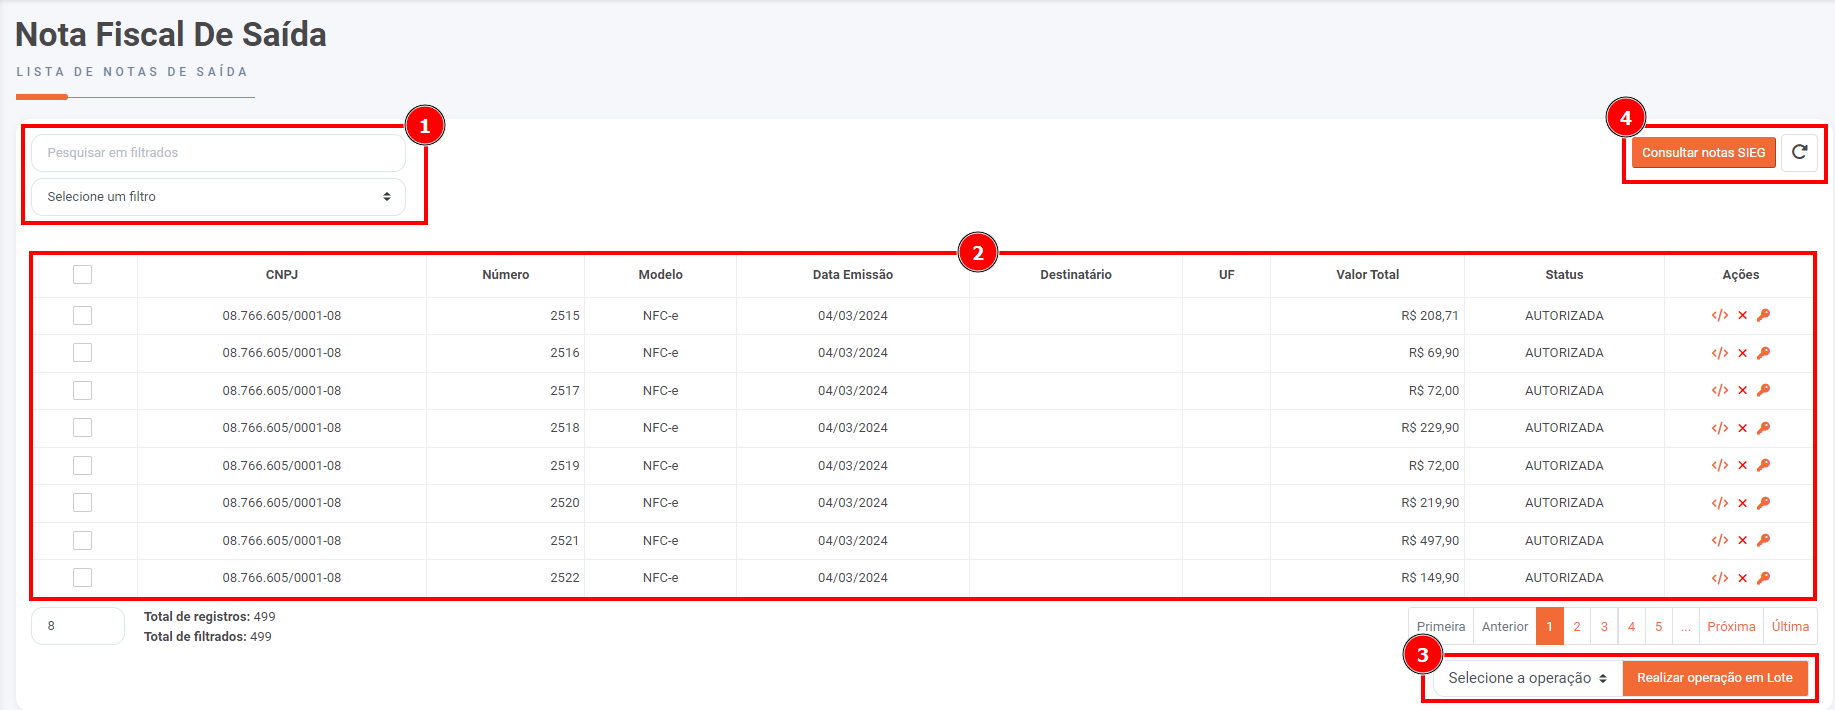 Nota Fiscal De Saída
LISTA DE NOTAS DE SAÍDA
1
4
Pesquisar em filtrados
Consultar notas SIEG
Selecione um filtro
2
CNPJ Número Modelo Data Emissão Destinatário UF Valor Total Status Ações
08.766.605/0001-08 2515 NFC-e 04/03/2024 R$ 208,71 AUTORIZADA
08.766.605/0001-08 2516 NFC-e 04/03/2024 R$ 69,90 AUTORIZADA
08.766.605/0001-08 2517 NFC-e 04/03/2024 R$ 72,00 AUTORIZADA
08.766.605/0001-08 2518 NFC-e 04/03/2024 R$ 229,90 AUTORIZADA
08.766.605/0001-08 2519 NFC-e 04/03/2024 R$ 72,00 AUTORIZADA
08.766.605/0001-08 2520 NFC-e 04/03/2024 R$ 219,90 AUTORIZADA
08.766.605/0001-08 2521 NFC-e 04/03/2024 R$ 497,90 AUTORIZADA
08.766.605/0001-08 2522 NFC-e 04/03/2024 R$ 149,90 AUTORIZADA
8
Total de registros: 499
Total de filtrados: 499
Primeira Anterior 1 2 3 4 5 ... Próxima Última
3
Selecione a operação Realizar operação em Lote